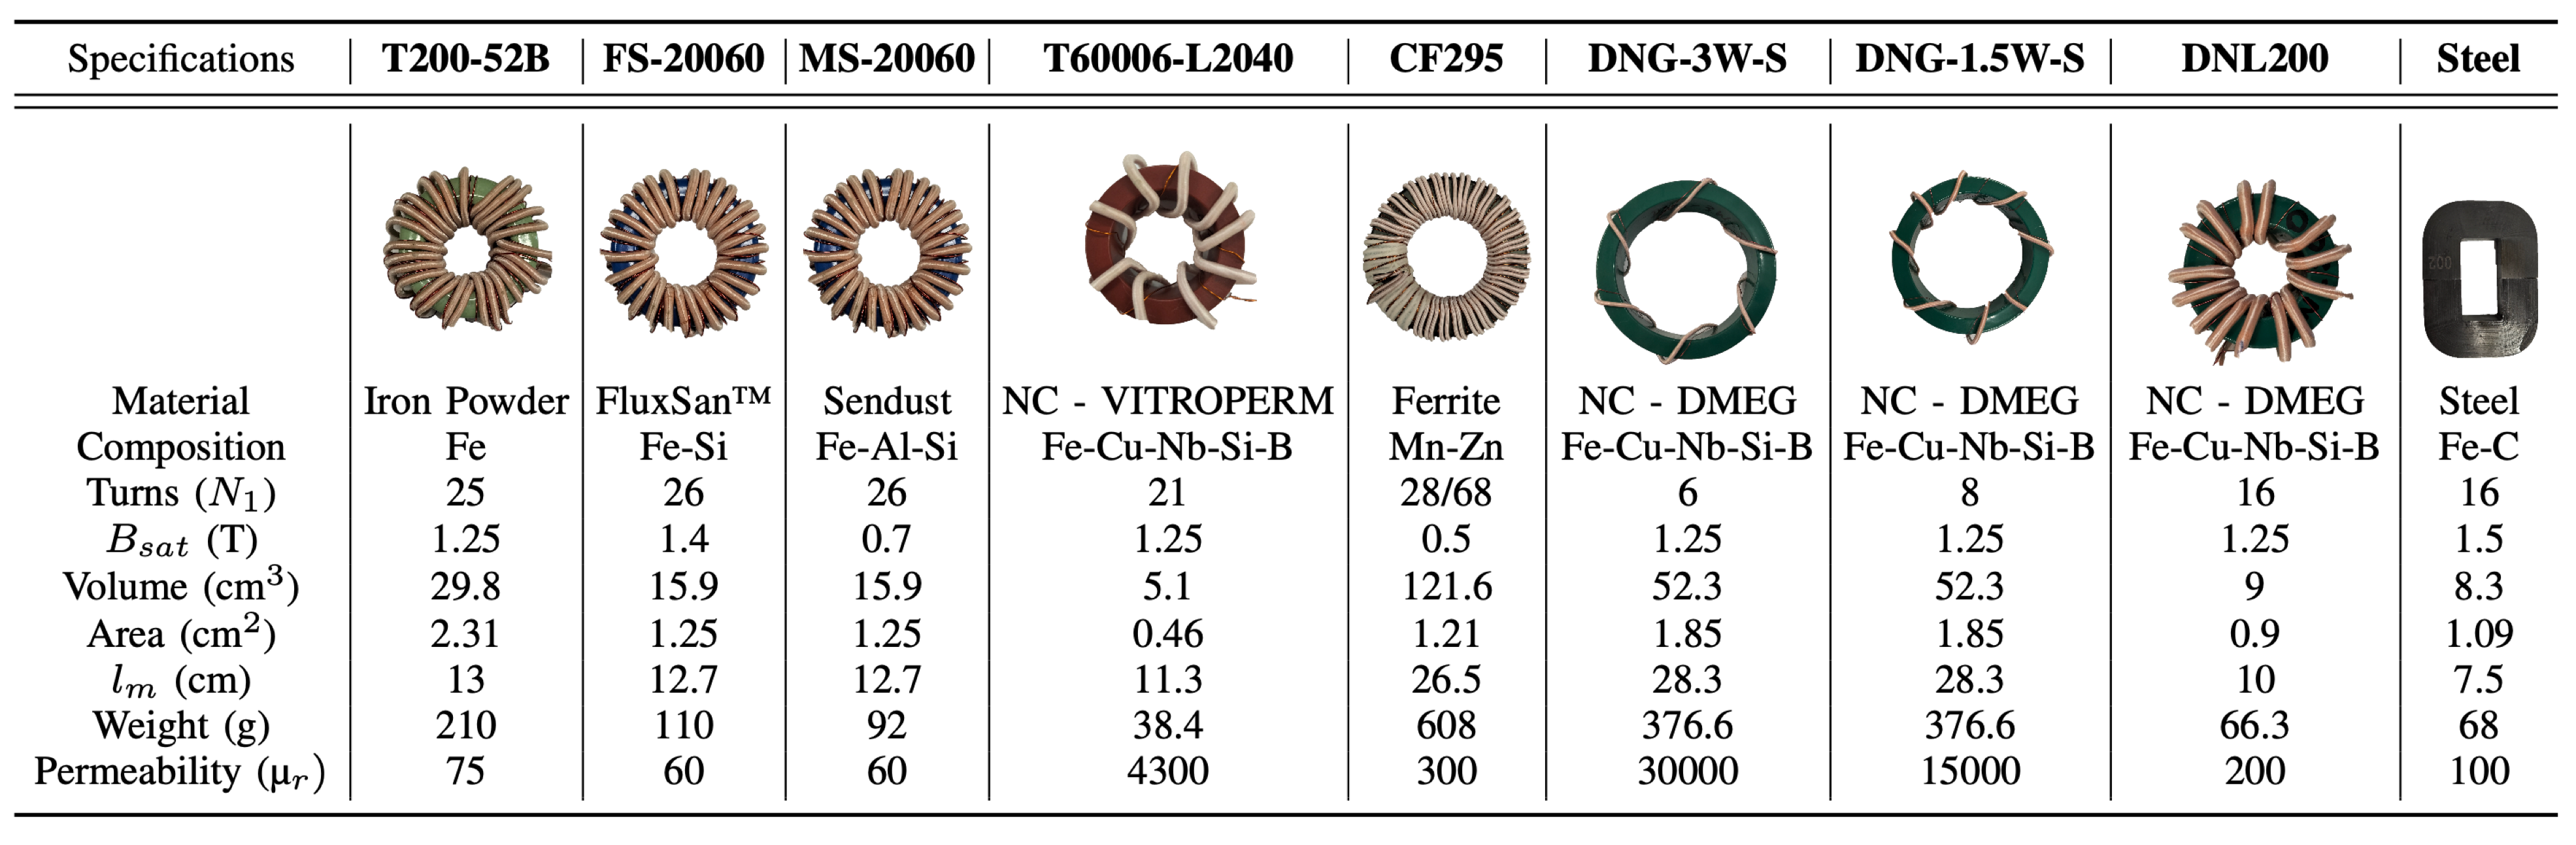 Specifications T200-52B FS-20060 MS-20060 T60006-L2040 CF295 DNG-3W-S DNG-1.5W-S DNL200 Steel
200
Material Iron Powder FluxSan™ Sendust NC - VITROPERM Ferrite NC - DMEG NC - DMEG NC - DMEG Steel
Composition Fe Fe-Si Fe-Al-Si Fe-Cu-Nb-Si-B Mn-Zn Fe-Cu-Nb-Si-B Fe-Cu-Nb-Si-B Fe-Cu-Nb-Si-B Fe-C
Turns (N₁) 25 26 26 21 28/68 6 8 16 16
B_sat (T) 1.25 1.4 0.7 1.25 0.5 1.25 1.25 1.25 1.5
Volume (cm³) 29.8 15.9 15.9 5.1 121.6 52.3 52.3 9 8.3
Area (cm²) 2.31 1.25 1.25 0.46 1.21 1.85 1.85 0.9 1.09
l_m (cm) 13 12.7 12.7 11.3 26.5 28.3 28.3 10 7.5
Weight (g) 210 110 92 38.4 608 376.6 376.6 66.3 68
Permeability (μ_r) 75 60 60 4300 300 30000 15000 200 100